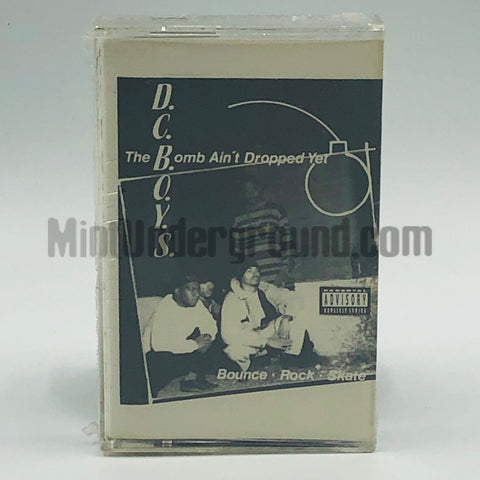 D.C.B.O.Y.S.
The Bomb Ain't Dropped Yet
MintUnderground.com
PARENTAL
ADVISORY
EXPLICIT LYRICS
Bounce · Rock · Skate